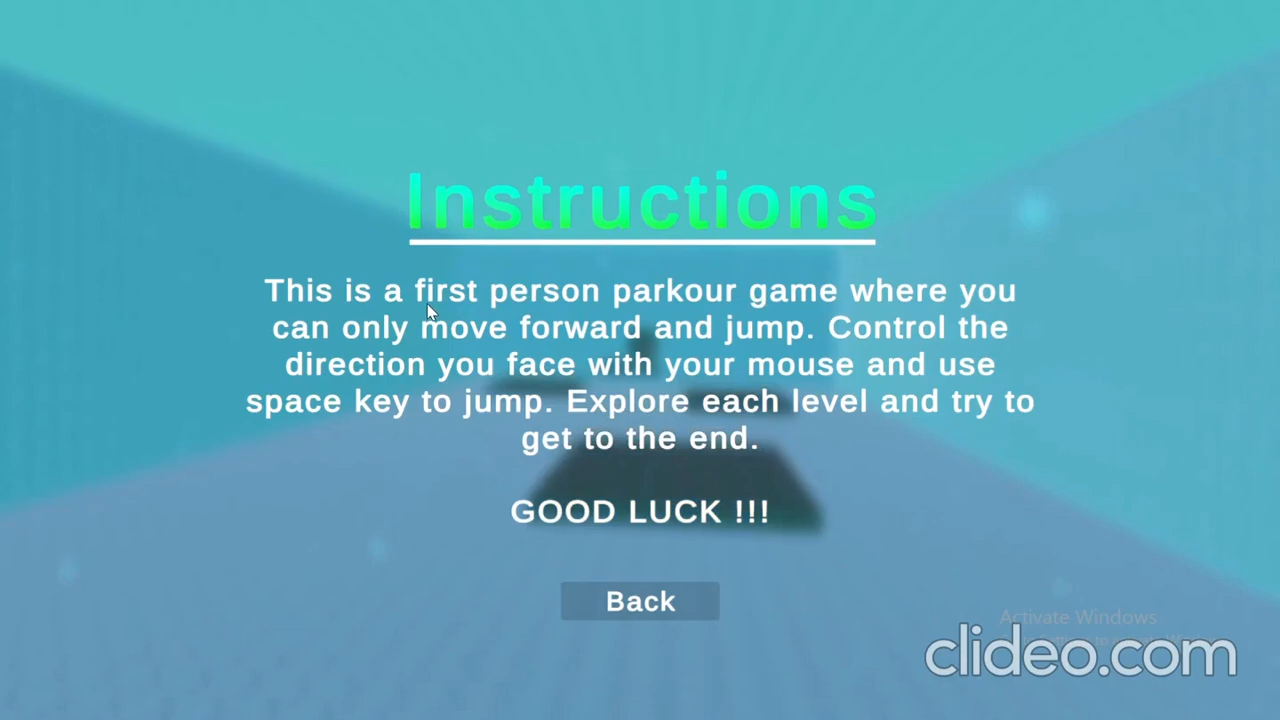 Instructions
This is a first person parkour game where you
can only move forward and jump. Control the
direction you face with your mouse and use
space key to jump. Explore each level and try to
get to the end.
GOOD LUCK !!!
Back
Activate Windows
clideo.com